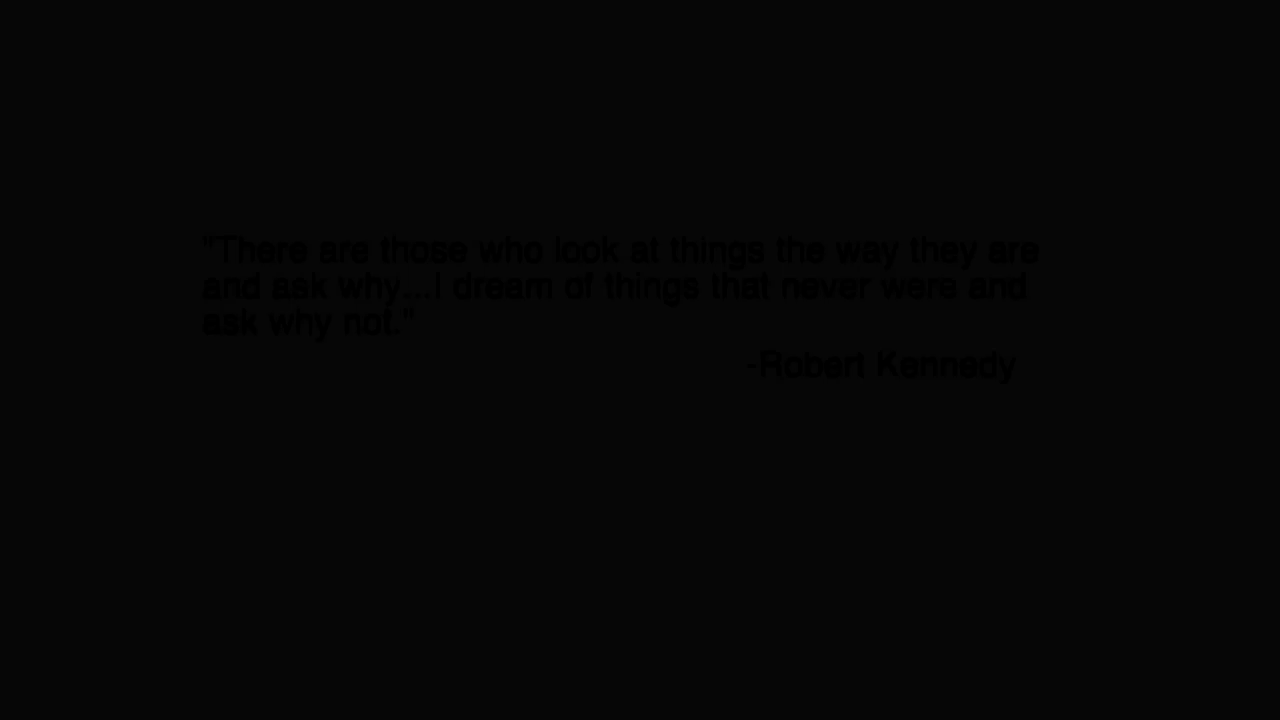 "There are those who look at things the way they are
and ask why...I dream of things that never were and
ask why not."
-Robert Kennedy